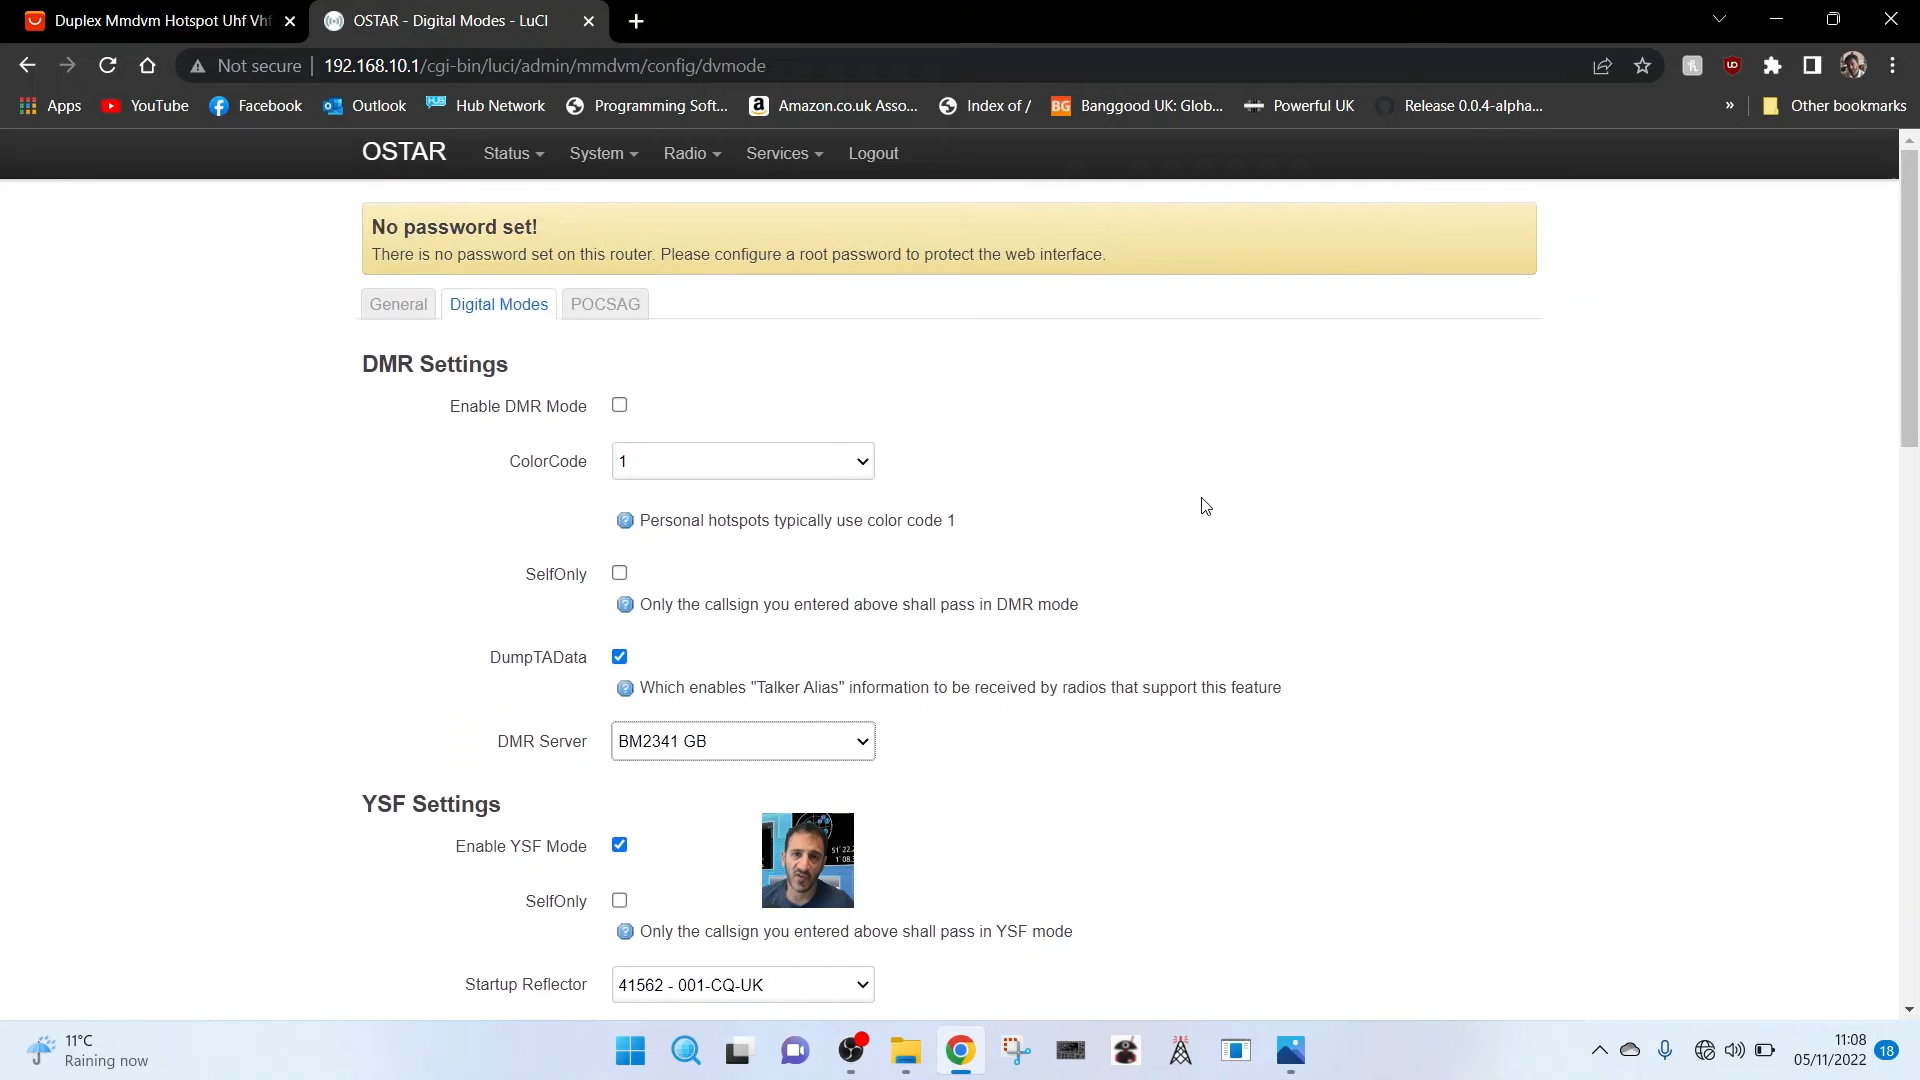 Duplex Mmdvm Hotspot Uhf Vhf
OSTAR - Digital Modes - LuCI
Not secure
192.168.10.1/cgi-bin/luci/admin/mmdvm/config/dvmode
Apps
YouTube
Facebook
Outlook
HUB
Hub Network
Programming Soft...
a
Amazon.co.uk Asso...
Index of /
BG
Banggood UK: Glob...
Powerful UK
Release 0.0.4-alpha...
»
Other bookmarks
OSTAR
Status
System
Radio
Services
Logout
No password set!
There is no password set on this router. Please configure a root password to protect the web interface.
General
Digital Modes
POCSAG
DMR Settings
Enable DMR Mode
ColorCode
1
Personal hotspots typically use color code 1
SelfOnly
Only the callsign you entered above shall pass in DMR mode
DumpTAData
Which enables "Talker Alias" information to be received by radios that support this feature
DMR Server
BM2341 GB
YSF Settings
Enable YSF Mode
SelfOnly
Only the callsign you entered above shall pass in YSF mode
Startup Reflector
41562 - 001-CQ-UK
11°C
Raining now
11:08
05/11/2022
18